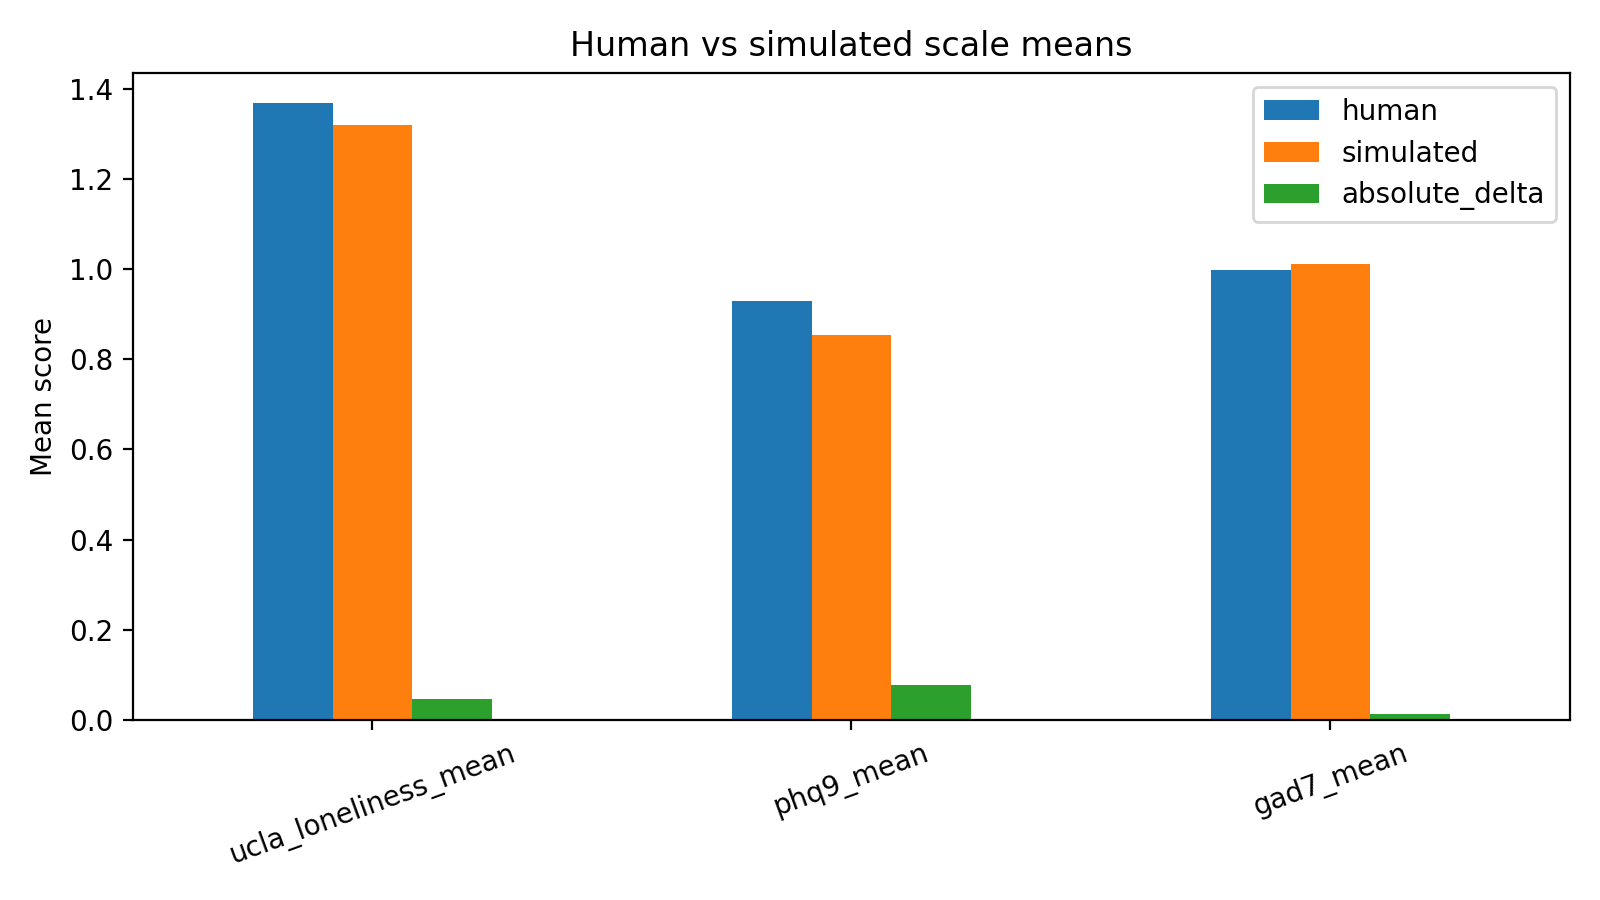 Human vs simulated scale means
human
simulated
absolute_delta
Mean score
1.4
1.2
1.0
0.8
0.6
0.4
0.2
0.0
ucla_loneliness_mean
phq9_mean
gad7_mean